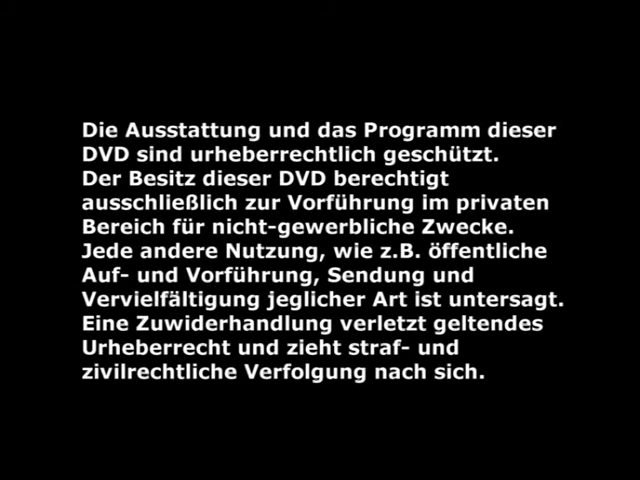 Die Ausstattung und das Programm dieser
DVD sind urheberrechtlich geschützt.
Der Besitz dieser DVD berechtigt
ausschließlich zur Vorführung im privaten
Bereich für nicht-gewerbliche Zwecke.
Jede andere Nutzung, wie z.B. öffentliche
Auf- und Vorführung, Sendung und
Vervielfältigung jeglicher Art ist untersagt.
Eine Zuwiderhandlung verletzt geltendes
Urheberrecht und zieht straf- und
zivilrechtliche Verfolgung nach sich.